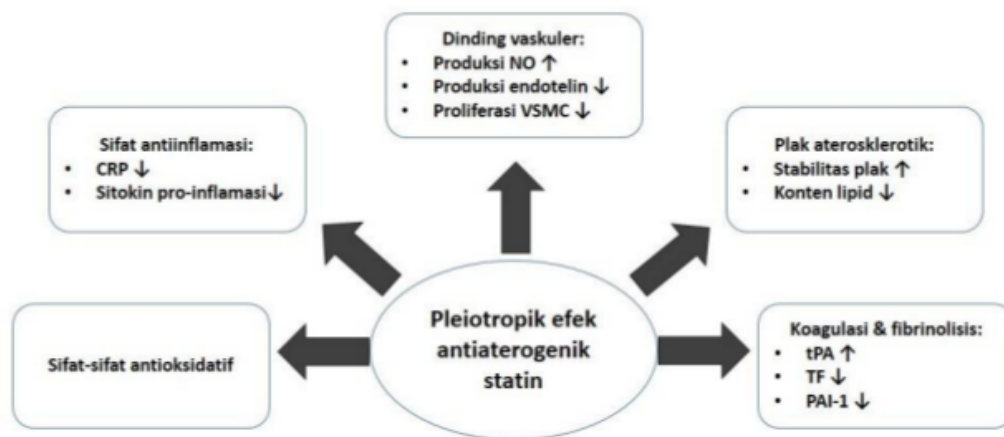 Dinding vaskuler:
• Produksi NO ↑
• Produksi endotelin ↓
• Proliferasi VSMC ↓
Sifat antiinflamasi:
• CRP ↓
• Sitokin pro-inflamasi↓
Plak aterosklerotik:
• Stabilitas plak ↑
• Konten lipid ↓
Sifat-sifat antioksidatif
Pleiotropik efek
antiaterogenik
statin
Koagulasi & fibrinolisis:
• tPA ↑
• TF ↓
• PAI-1 ↓